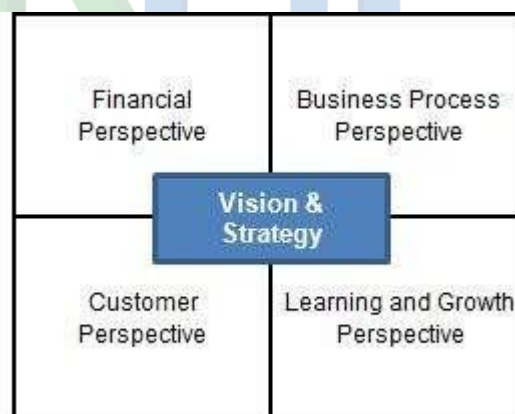 Financial
Perspective
Business Process
Perspective
Vision &
Strategy
Customer
Perspective
Learning and Growth
Perspective